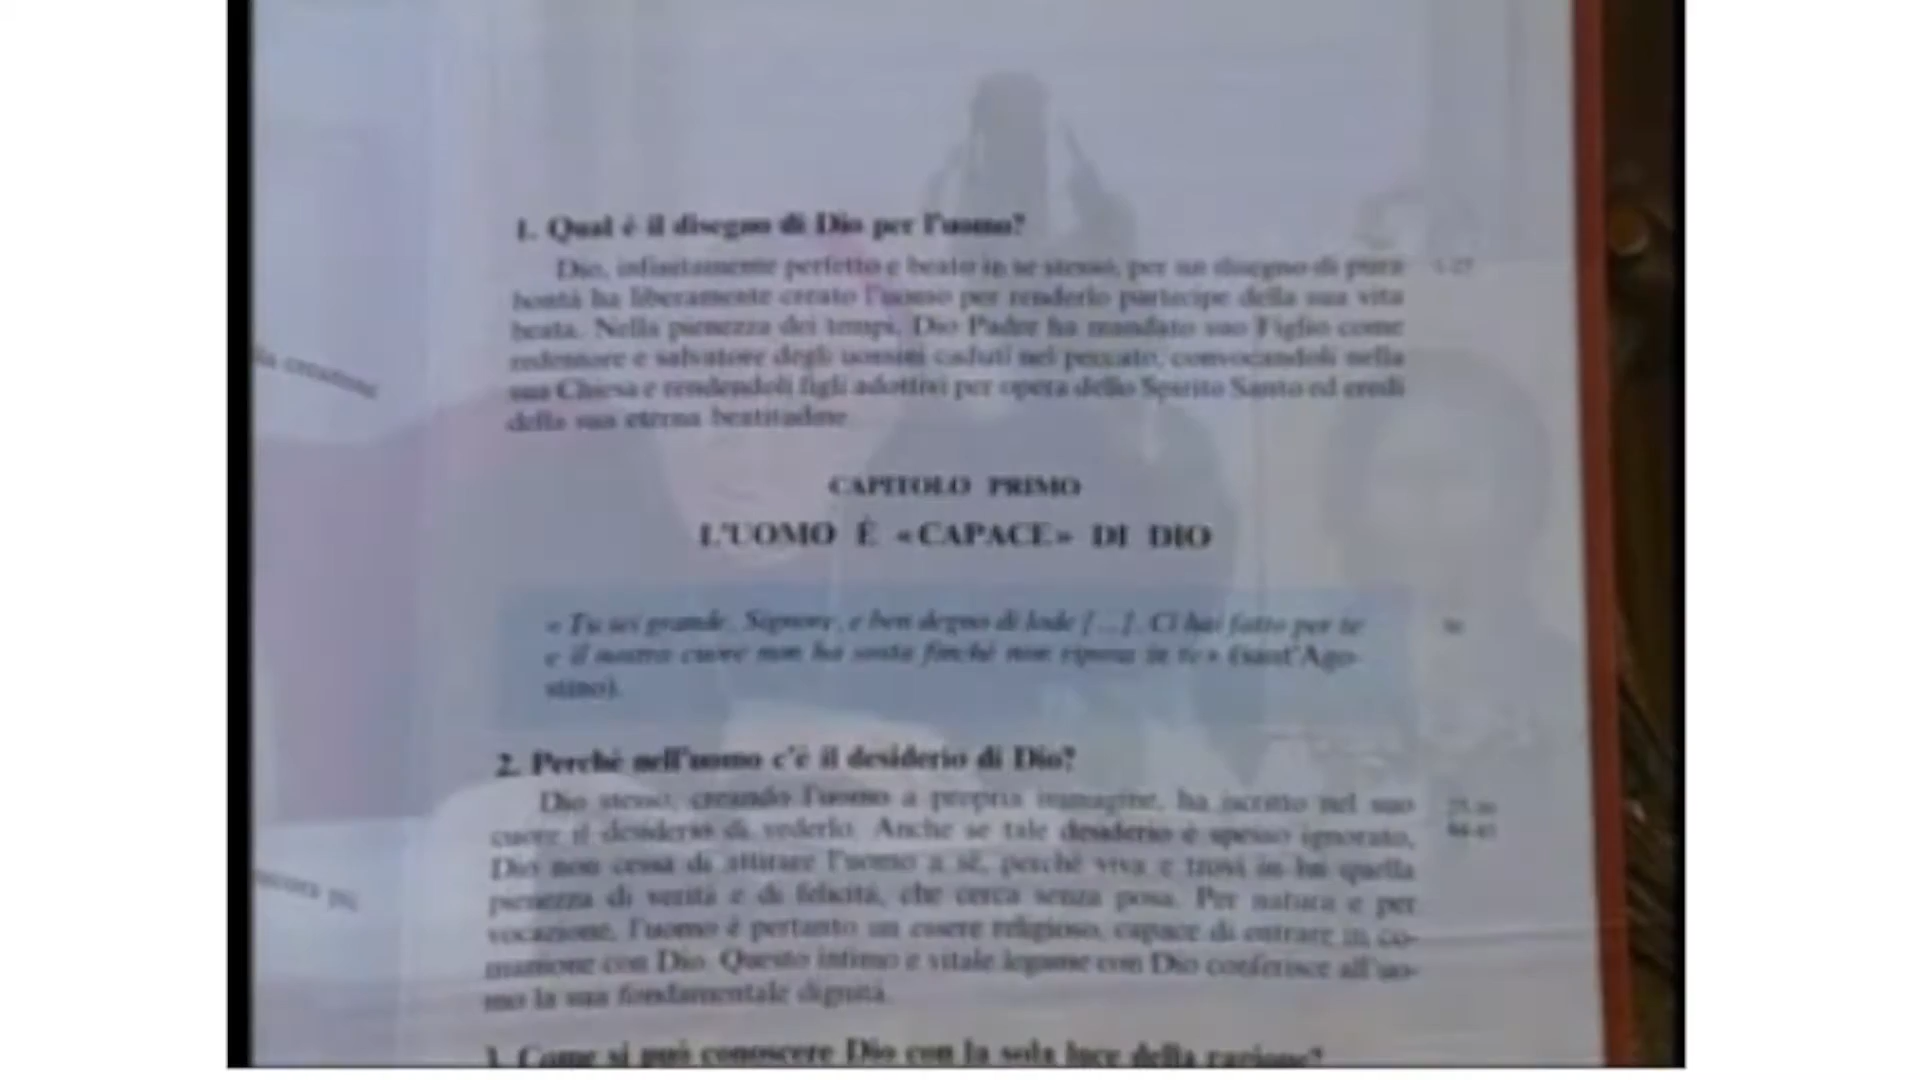 1. Qual è il disegno di Dio per l'uomo?
Dio, infinitamente perfetto e beato in se stesso, per un disegno di pura
bontà ha liberamente creato l'uomo per renderlo partecipe della sua vita
beata. Nella pienezza dei tempi, Dio Padre ha mandato suo Figlio come
redentore e salvatore degli uomini caduti nel peccato, convocandoli nella
sua Chiesa e rendendoli figli adottivi per opera dello Spirito Santo ed eredi
della sua eterna beatitudine.
CAPITOLO PRIMO
L'UOMO È «CAPACE» DI DIO
«Tu sei grande, Signore, e ben degno di lode [...]. Ci hai fatto per te
e il nostro cuore non ha sosta finché non riposa in te» (sant'Ago-
stino).
2. Perché nell'uomo c'è il desiderio di Dio?
Dio stesso, creando l'uomo a propria immagine, ha iscritto nel suo
cuore il desiderio di vederlo. Anche se tale desiderio è spesso ignorato,
Dio non cessa di attirare l'uomo a sé, perché viva e trovi in lui quella
pienezza di verità e di felicità, che cerca senza posa. Per natura e per
vocazione, l'uomo è pertanto un essere religioso, capace di entrare in co-
munione con Dio. Questo intimo e vitale legame con Dio conferisce all'uo-
mo la sua fondamentale dignità.
3. Come si può conoscere Dio con la sola luce della ragione?
la creazione